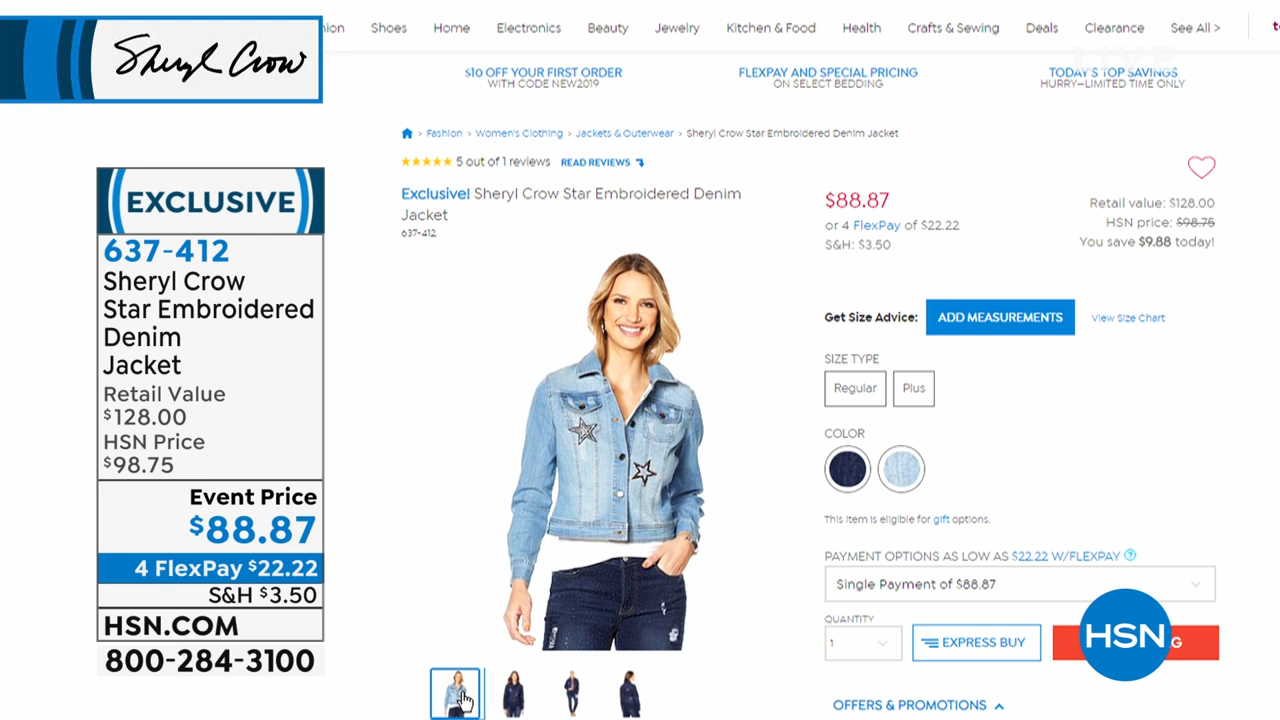 Sheryl Crow
Shoes Home Electronics Beauty Jewelry Kitchen & Food Health Crafts & Sewing Deals Clearance See All >
LIVE
$10 OFF YOUR FIRST ORDER
WITH CODE NEW2019
FLEXPAY AND SPECIAL PRICING
ON SELECT BEDDING
TODAY'S TOP SAVINGS
HURRY—LIMITED TIME ONLY
> Fashion > Women's Clothing > Jackets & Outerwear > Sheryl Crow Star Embroidered Denim Jacket
5 out of 1 reviews READ REVIEWS
Exclusive! Sheryl Crow Star Embroidered Denim
Jacket
637-412
$88.87
or 4 FlexPay of $22.22
S&H: $3.50
Retail value: $128.00
HSN price: $98.75
You save $9.88 today!
Get Size Advice: ADD MEASUREMENTS View Size Chart
SIZE TYPE
Regular Plus
COLOR
This item is eligible for gift options.
PAYMENT OPTIONS AS LOW AS $22.22 W/FLEXPAY ?
Single Payment of $88.87
QUANTITY
1
EXPRESS BUY
HSN
G
OFFERS & PROMOTIONS
EXCLUSIVE
637-412
Sheryl Crow
Star Embroidered
Denim
Jacket
Retail Value
$128.00
HSN Price
$98.75
Event Price
$88.87
4 FlexPay $22.22
S&H $3.50
HSN.COM
800-284-3100